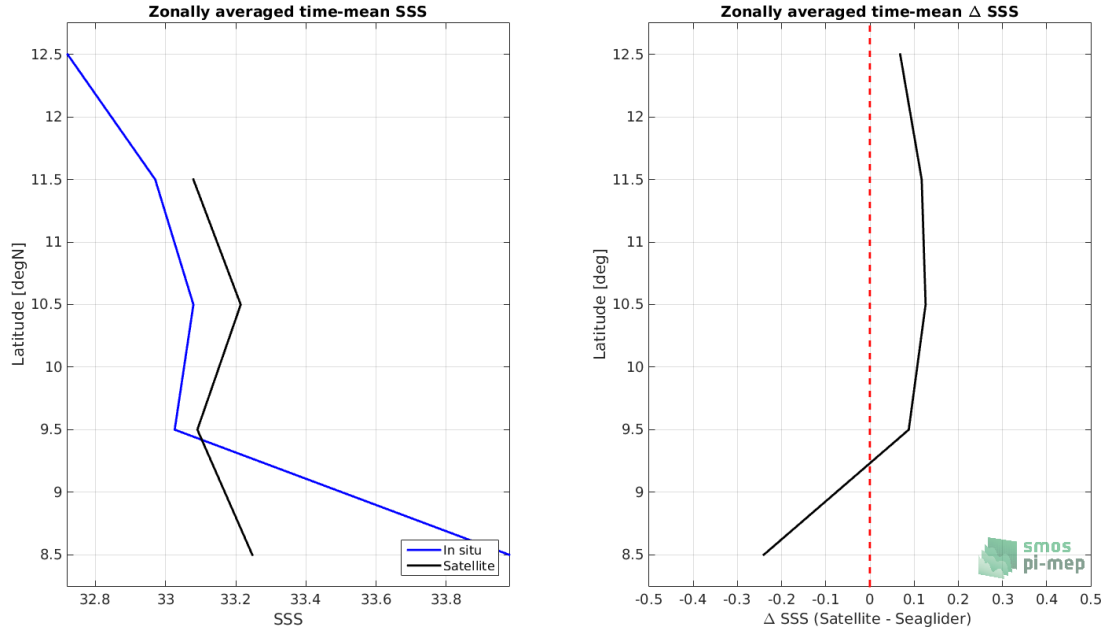 Zonally averaged time-mean SSS
12.5
12
11.5
11
10.5
10
9.5
9
8.5
Latitude [degN]
32.8 33 33.2 33.4 33.6 33.8
SSS
In situ
Satellite
Zonally averaged time-mean Δ SSS
12.5
12
11.5
11
10.5
10
9.5
9
8.5
Latitude [deg]
-0.5 -0.4 -0.3 -0.2 -0.1 0 0.1 0.2 0.3 0.4 0.5
Δ SSS (Satellite - Seaglider)
smos
pi-mep